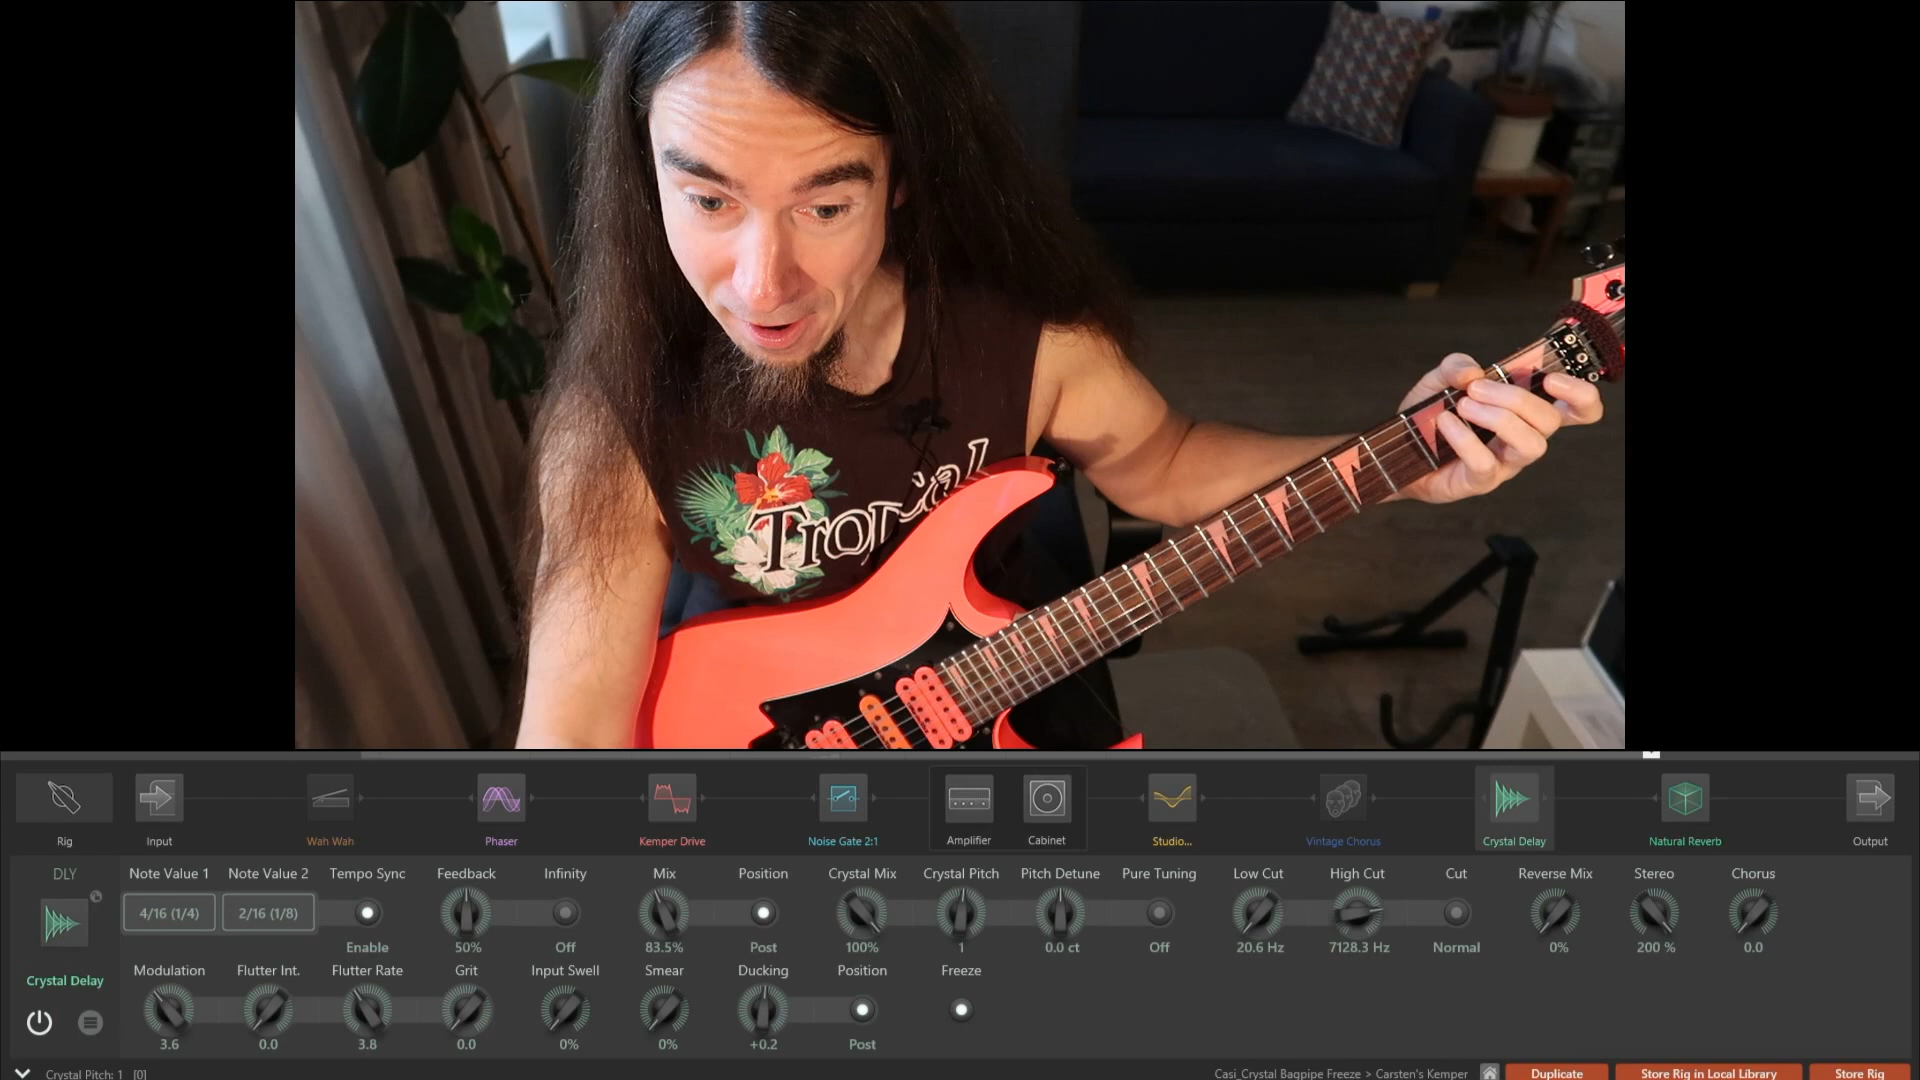 Tropical
Rig
Input
Wah Wah
Phaser
Kemper Drive
Noise Gate 2:1
Amplifier
Cabinet
Studio...
Vintage Chorus
Crystal Delay
Natural Reverb
Output
DLY
Note Value 1
Note Value 2
Tempo Sync
Feedback
Infinity
Mix
Position
Crystal Mix
Crystal Pitch
Pitch Detune
Pure Tuning
Low Cut
High Cut
Cut
Reverse Mix
Stereo
Chorus
4/16 (1/4)
2/16 (1/8)
Enable
50%
Off
83.5%
Post
100%
1
0.0 ct
Off
20.6 Hz
7128.3 Hz
Normal
0%
200 %
0.0
Crystal Delay
Modulation
Flutter Int.
Flutter Rate
Grit
Input Swell
Smear
Ducking
Position
Freeze
3.6
0.0
3.8
0.0
0%
0%
+0.2
Post
Crystal Pitch: 1 [0]
Casi_Crystal Bagpipe Freeze > Carsten's Kemper
Duplicate
Store Rig in Local Library
Store Rig